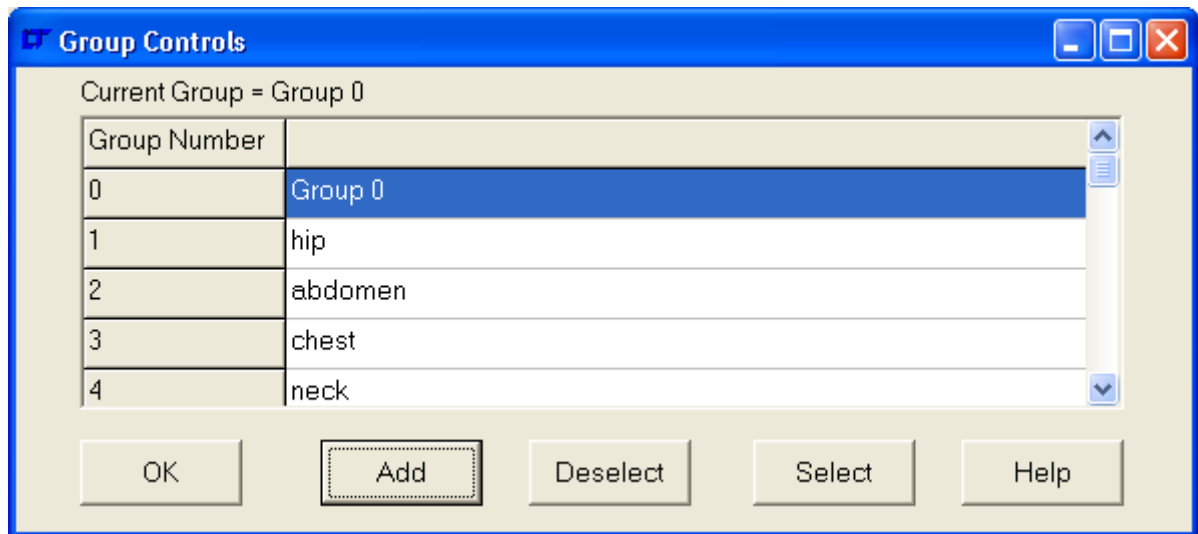 Group Controls
Current Group = Group 0
Group Number
0 Group 0
1 hip
2 abdomen
3 chest
4 neck
OK Add Deselect Select Help